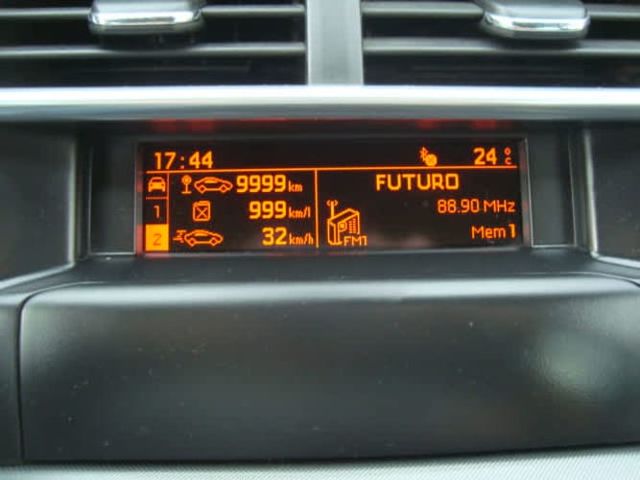 17:44
24 °C
9999 km
FUTURO
1
999 km/l
88.90 MHz
2
32 km/h
FM1
Mem 1